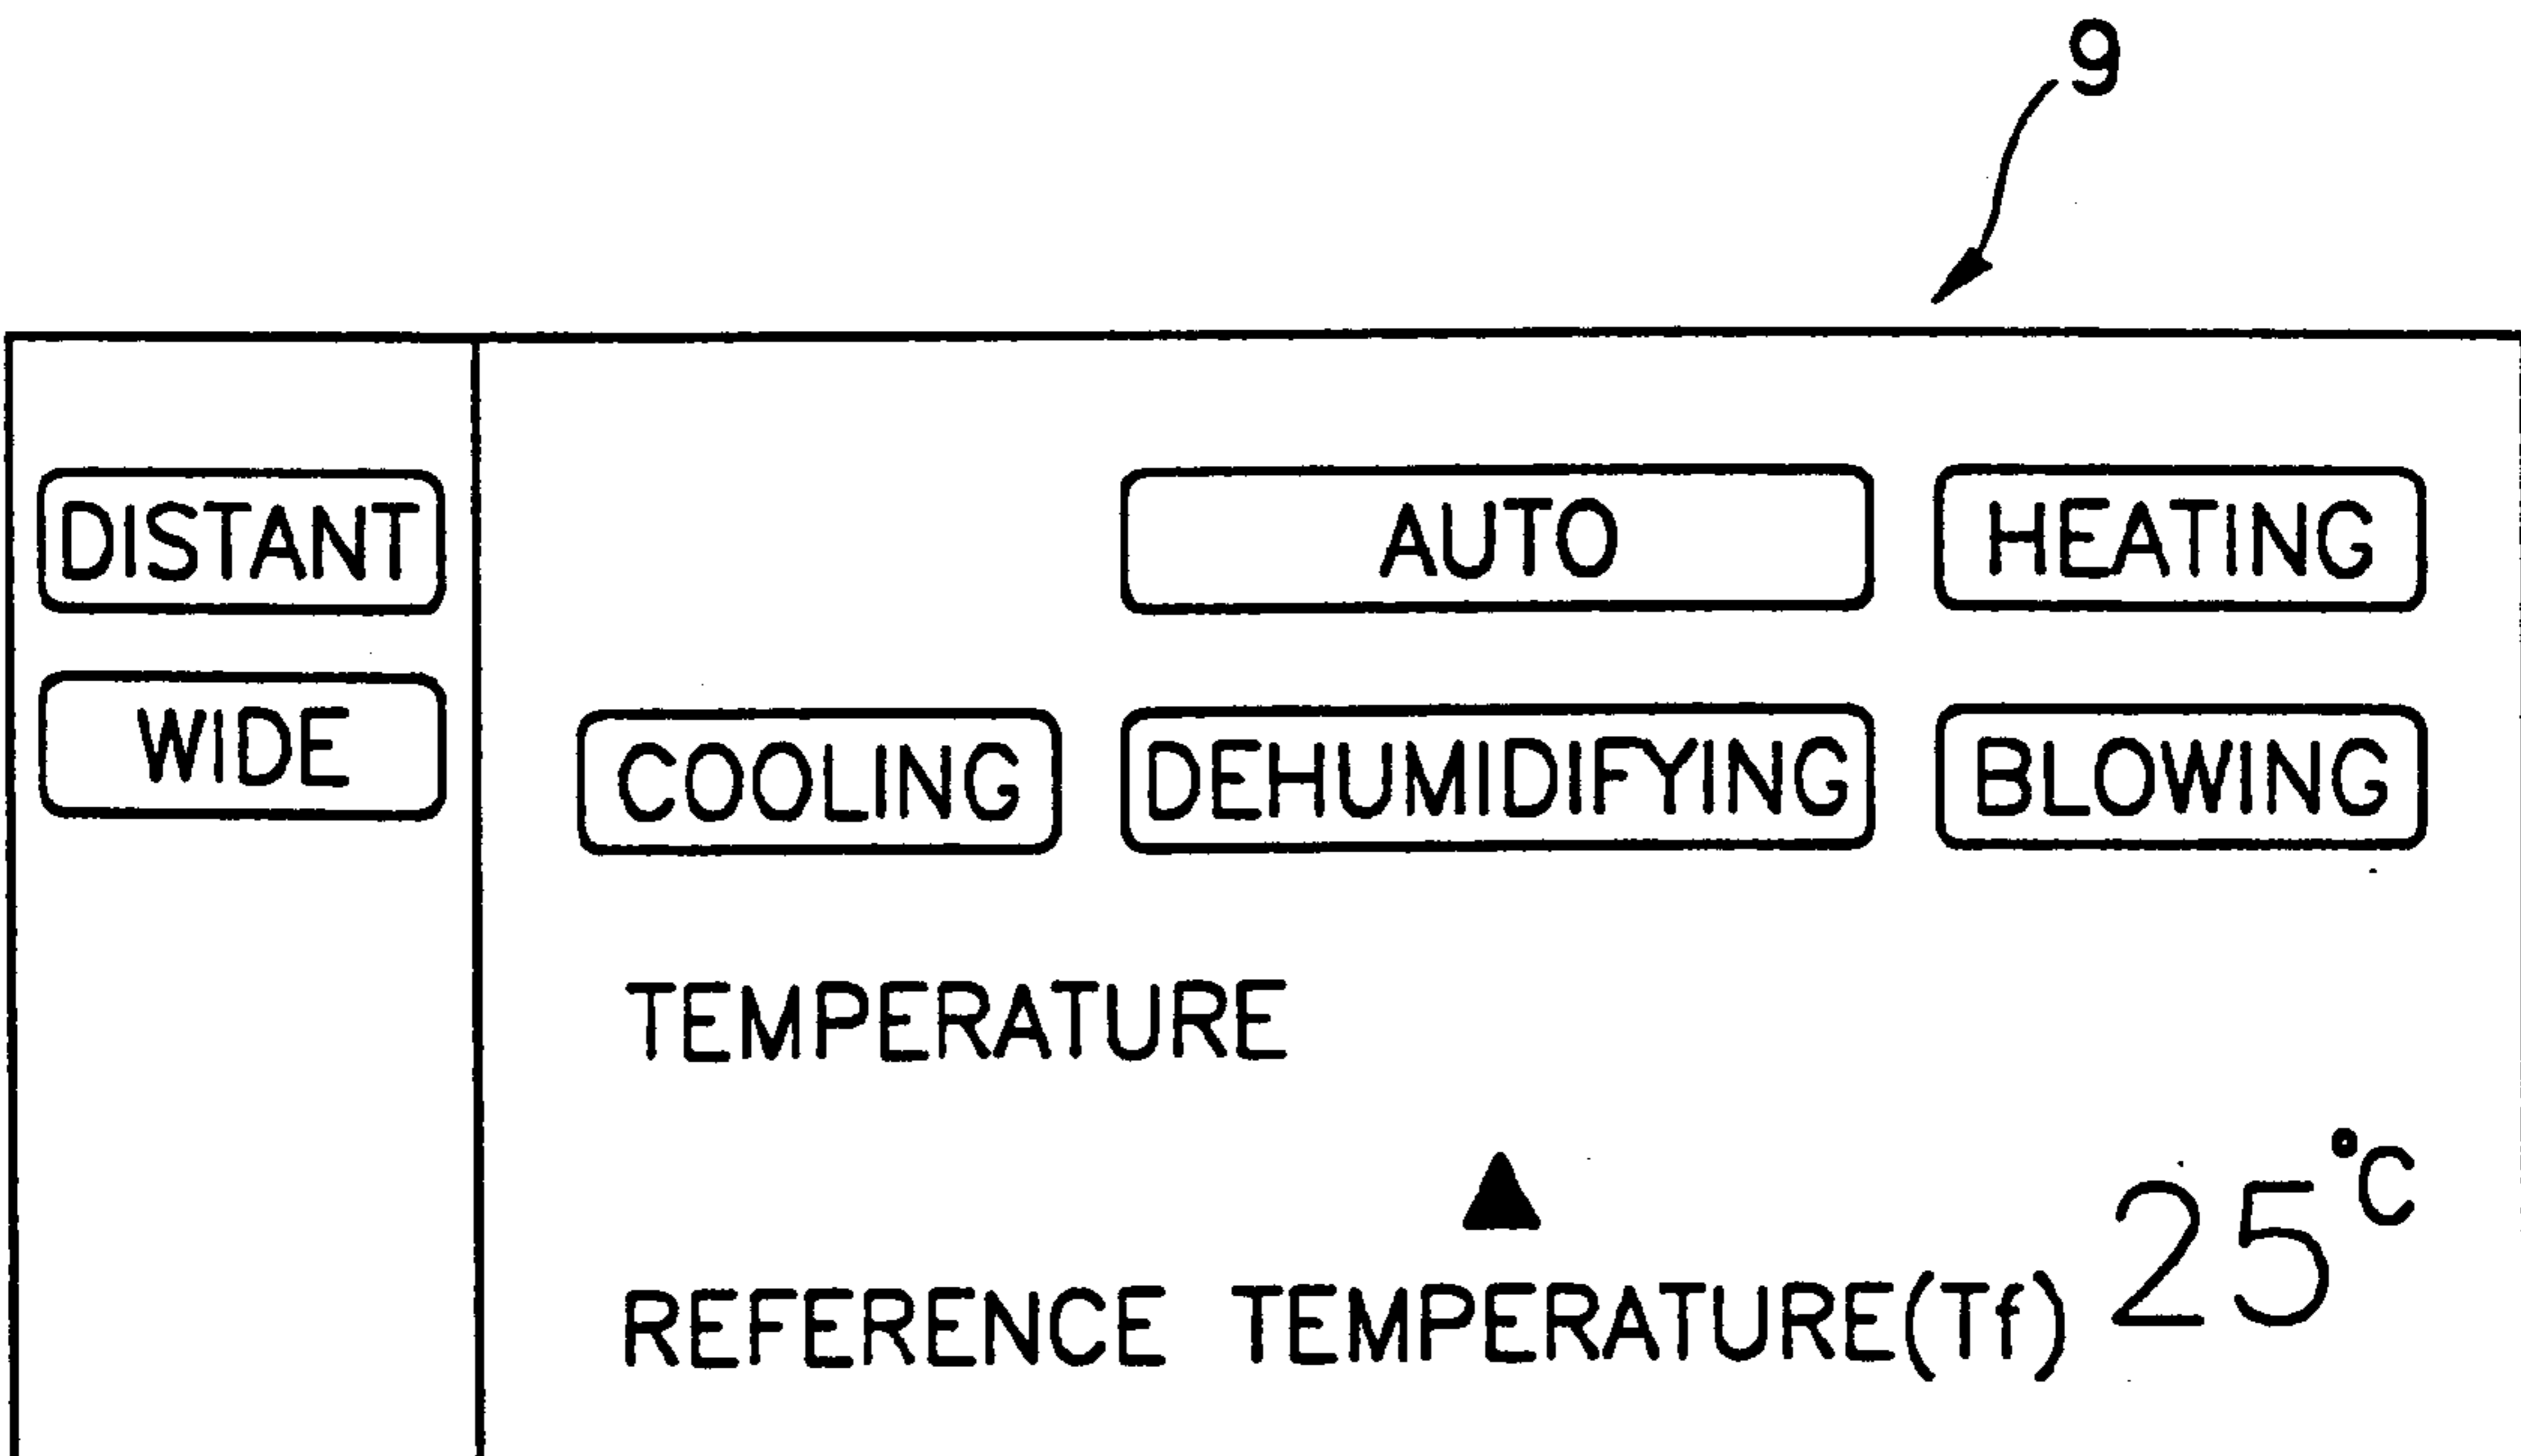 9
DISTANT
WIDE
AUTO HEATING
COOLING DEHUMIDIFYING BLOWING
TEMPERATURE
▲
REFERENCE TEMPERATURE(Tf) 25°C